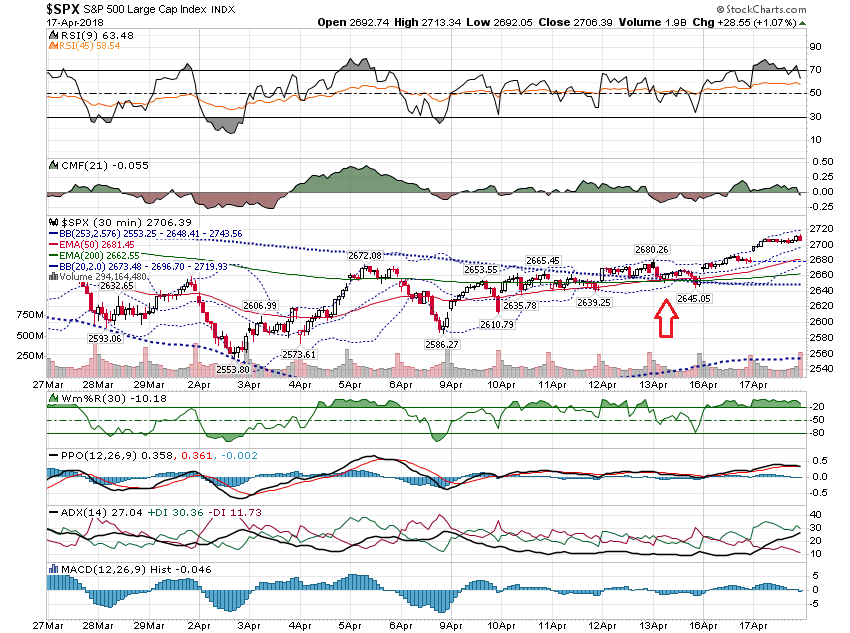 $SPX S&P 500 Large Cap Index INDX
© StockCharts.com
17-Apr-2018
Open 2692.74 High 2713.34 Low 2692.05 Close 2706.39 Volume 1.9B Chg +28.55 (+1.07%)
RSI(9) 63.48
RSI(45) 58.54
90
70
50
30
10
CMF(21) -0.055
0.50
0.25
0.00
-0.25
$SPX (30 min) 2706.39
BB(253,2.576) 2553.25 - 2648.41 - 2743.56
EMA(50) 2681.45
EMA(200) 2662.55
BB(20,2.0) 2673.48 - 2696.70 - 2719.93
Volume 294,164,480
2632.65
2593.06
2553.80
2606.99
2573.61
2672.08
2586.27
2653.55
2610.79
2635.78
2665.45
2639.25
2680.26
2645.05
2720
2700
2680
2660
2640
2620
2600
2580
2560
2540
750M
500M
250M
27Mar 28Mar 29Mar 2Apr 3Apr 4Apr 5Apr 6Apr 9Apr 10Apr 11Apr 12Apr 13Apr 16Apr 17Apr
Wm%R(30) -10.18
-20
-50
-80
PPO(12,26,9) 0.358, 0.361, -0.002
0.5
0.0
-0.5
ADX(14) 27.04 +DI 30.36 -DI 11.73
40
30
20
10
MACD(12,26,9) Hist -0.046
5
0
-5
27Mar 28Mar 29Mar 2Apr 3Apr 4Apr 5Apr 6Apr 9Apr 10Apr 11Apr 12Apr 13Apr 16Apr 17Apr